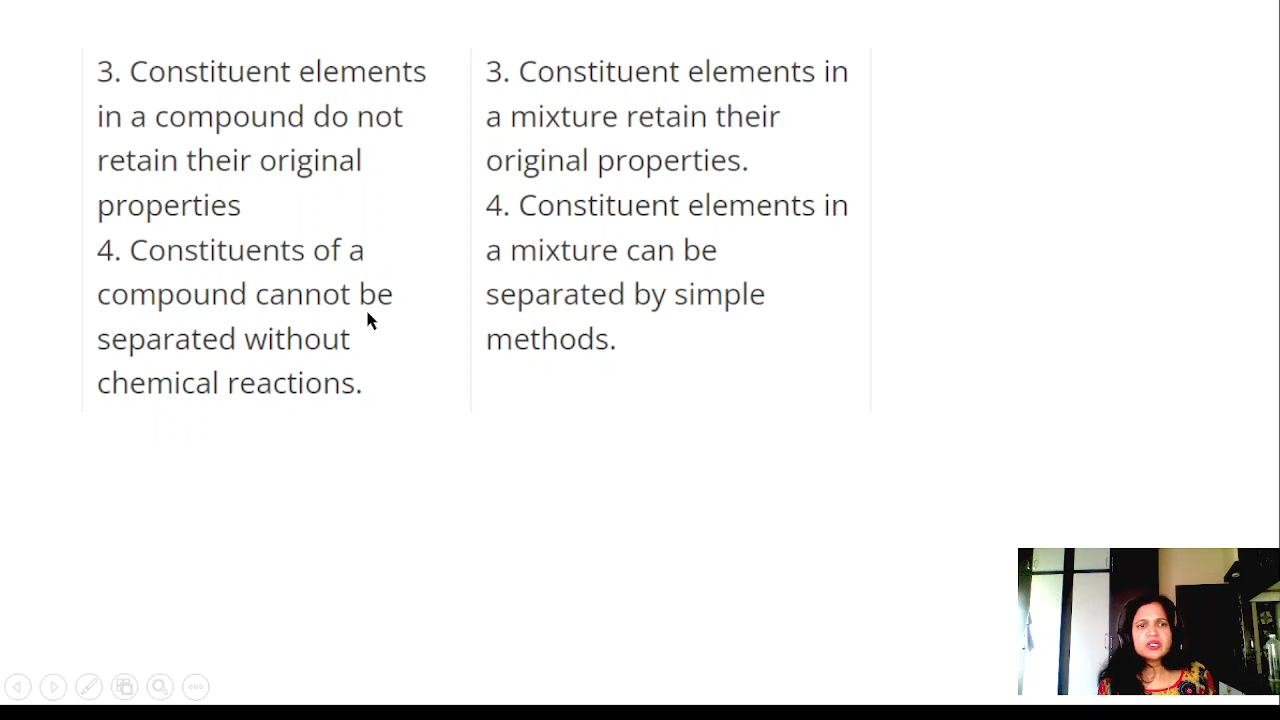 3. Constituent elements
in a compound do not
retain their original
properties
4. Constituents of a
compound cannot be
separated without
chemical reactions.
3. Constituent elements in
a mixture retain their
original properties.
4. Constituent elements in
a mixture can be
separated by simple
methods.